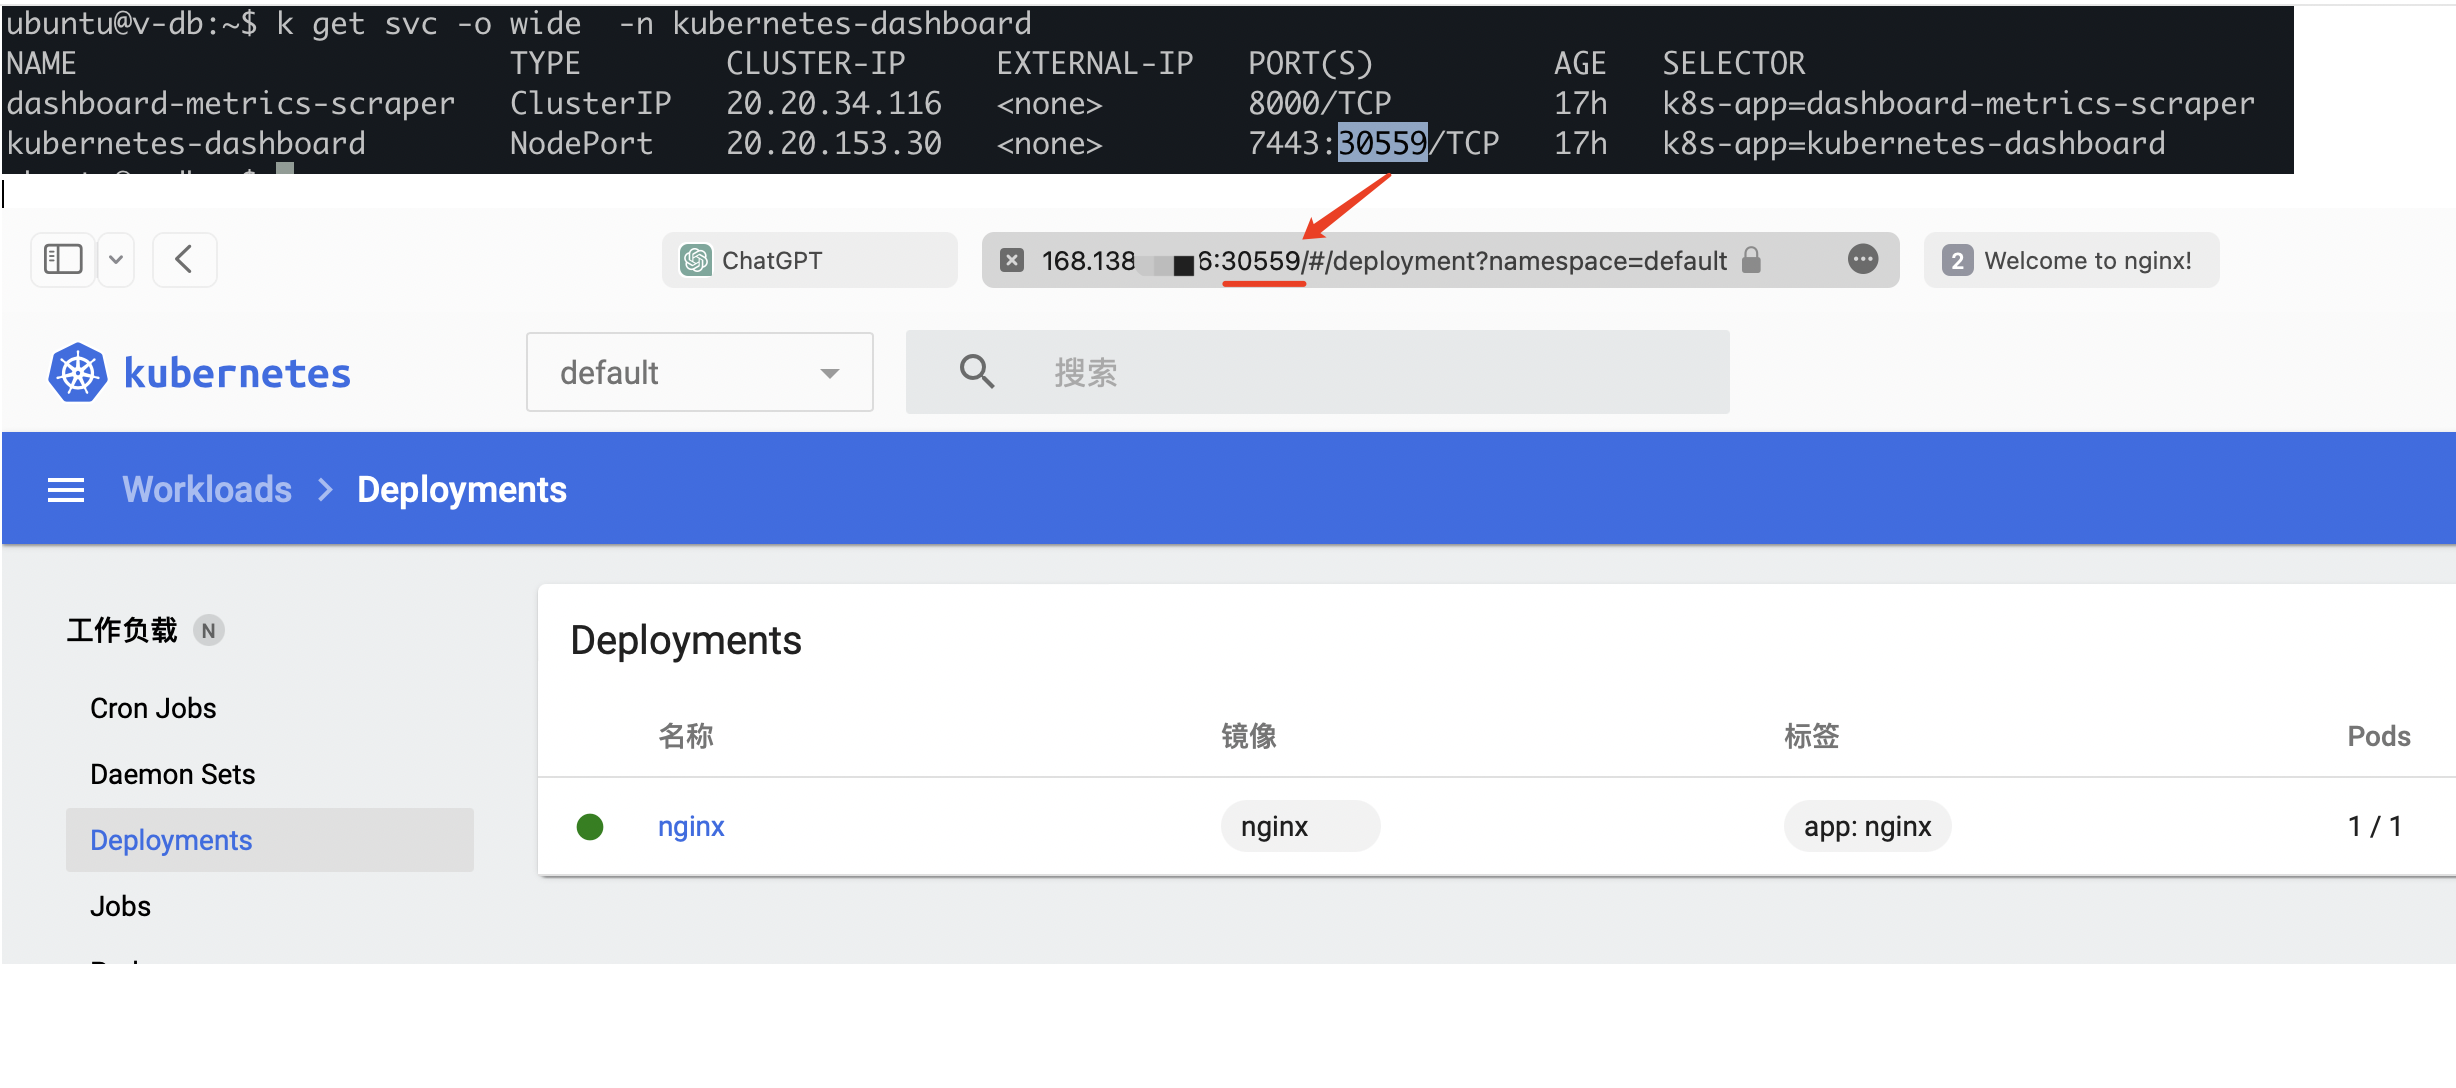 ubuntu@v-db:~$ k get svc -o wide  -n kubernetes-dashboard
NAME TYPE CLUSTER-IP EXTERNAL-IP PORT(S) AGE SELECTOR
dashboard-metrics-scraper ClusterIP 20.20.34.116 <none> 8000/TCP 17h k8s-app=dashboard-metrics-scraper
kubernetes-dashboard NodePort 20.20.153.30 <none> 7443:30559/TCP 17h k8s-app=kubernetes-dashboard
ChatGPT 168.138 6:30559/#/deployment?namespace=default 2 Welcome to nginx!
kubernetes default 搜索
Workloads > Deployments
工作负载 N
Cron Jobs
Daemon Sets
Deployments
Jobs
Deployments
名称 镜像 标签 Pods
nginx nginx app: nginx 1 / 1